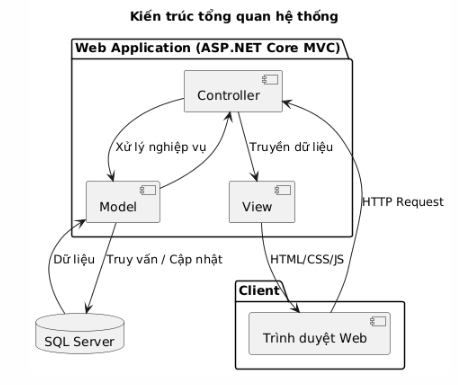 Kiến trúc tổng quan hệ thống
Web Application (ASP.NET Core MVC)
Controller
Xử lý nghiệp vụ
Truyền dữ liệu
HTTP Request
Model
View
Dữ liệu
Truy vấn / Cập nhật
HTML/CSS/JS
Client
SQL Server
Trình duyệt Web